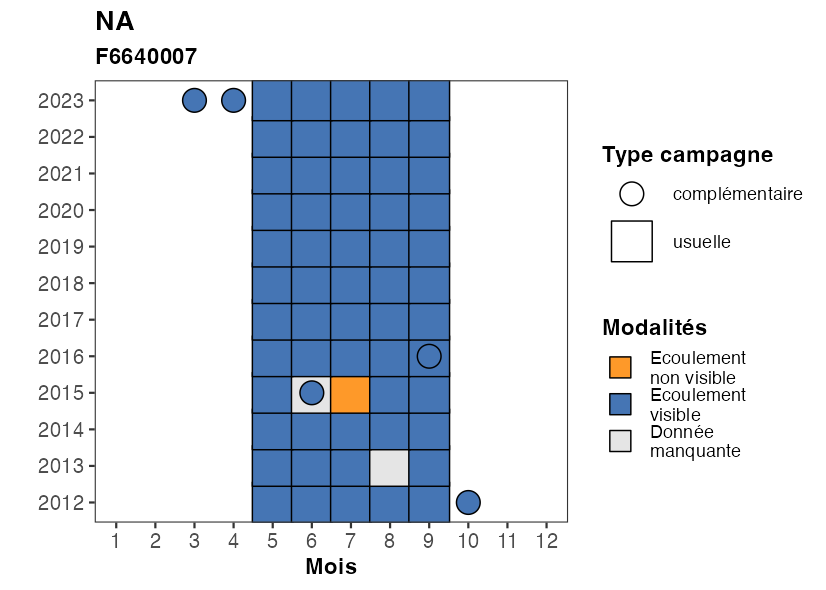 NA
F6640007
2023
2022
2021
2020
2019
2018
2017
2016
2015
2014
2013
2012
1 2 3 4 5 6 7 8 9 10 11 12
Mois
Type campagne
complémentaire
usuelle
Modalités
Ecoulement
non visible
Ecoulement
visible
Donnée
manquante